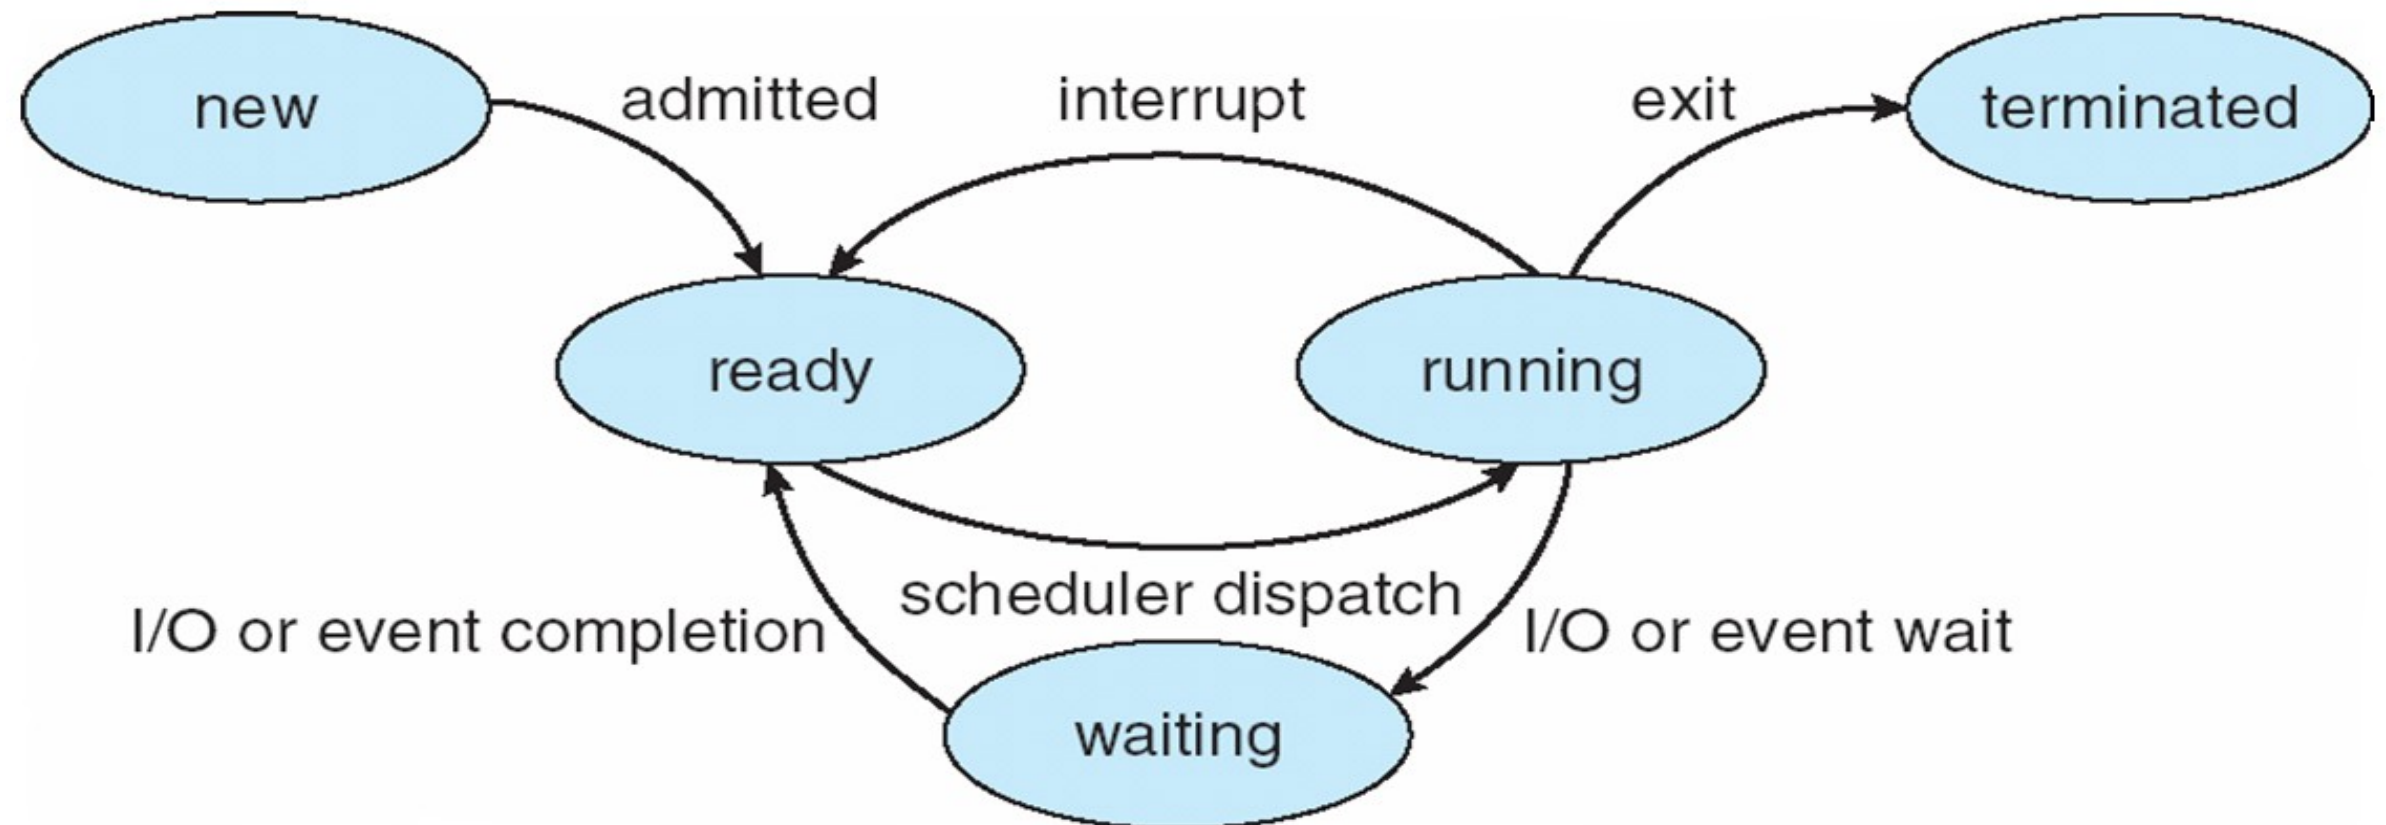 new
admitted
interrupt
exit
terminated
ready
running
scheduler dispatch
I/O or event completion
I/O or event wait
waiting